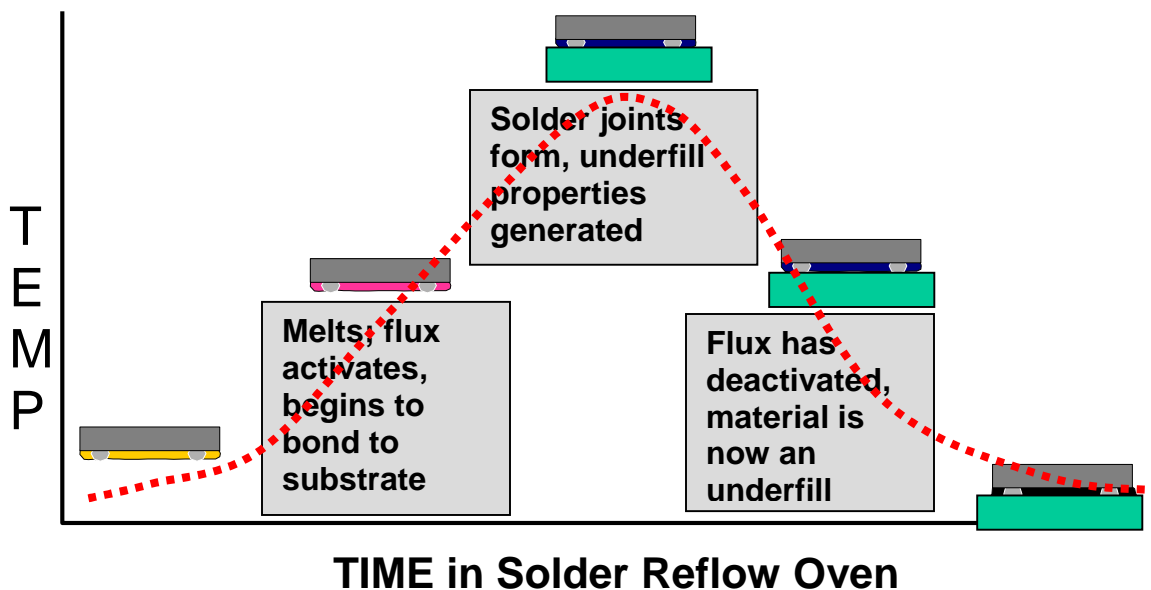 TEMP
Solder joints
form, underfill
properties
generated
Melts; flux
activates,
begins to
bond to
substrate
Flux has
deactivated,
material is
now an
underfill
TIME in Solder Reflow Oven